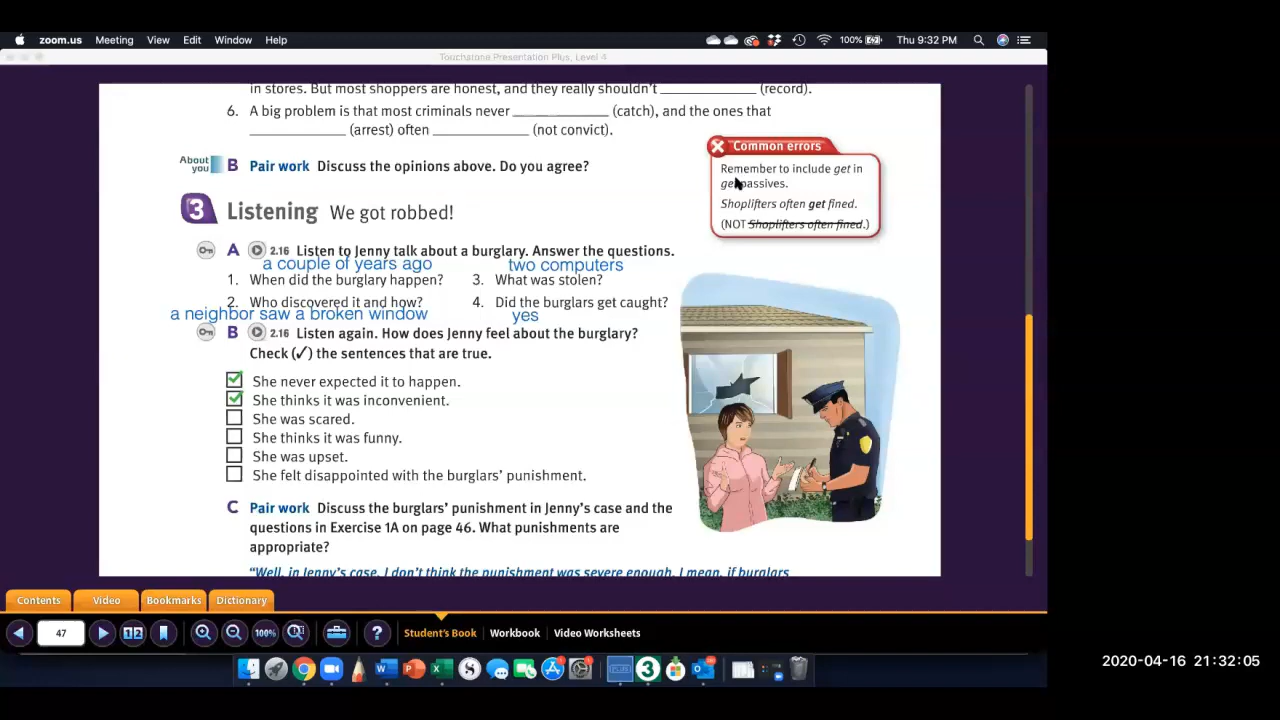 zoom.us Meeting View Edit Window Help 100% Thu 9:32 PM
Touchstone Presentation Plus, Level 4
in stores. But most shoppers are honest, and they really shouldn't ____________ (record).
6. A big problem is that most criminals never ____________ (catch), and the ones that
____________ (arrest) often ____________ (not convict).
About you B Pair work Discuss the opinions above. Do you agree?
Common errors
Remember to include get in
passives.
Shoplifters often get fined.
(NOT Shoplifters often fined.)
3 Listening We got robbed!
A 2.16 Listen to Jenny talk about a burglary. Answer the questions.
a couple of years ago two computers
1. When did the burglary happen? 3. What was stolen?
2. Who discovered it and how? 4. Did the burglars get caught?
a neighbor saw a broken window yes
B 2.16 Listen again. How does Jenny feel about the burglary?
Check (✓) the sentences that are true.
She never expected it to happen.
She thinks it was inconvenient.
She was scared.
She thinks it was funny.
She was upset.
She felt disappointed with the burglars' punishment.
C Pair work Discuss the burglars' punishment in Jenny's case and the
questions in Exercise 1A on page 46. What punishments are
appropriate?
"Well, in Jenny's case, I don't think the punishment was severe enough. I mean, if burglars
Contents Video Bookmarks Dictionary
47 12 100% ? Student's Book Workbook Video Worksheets
2020-04-16 21:32:05